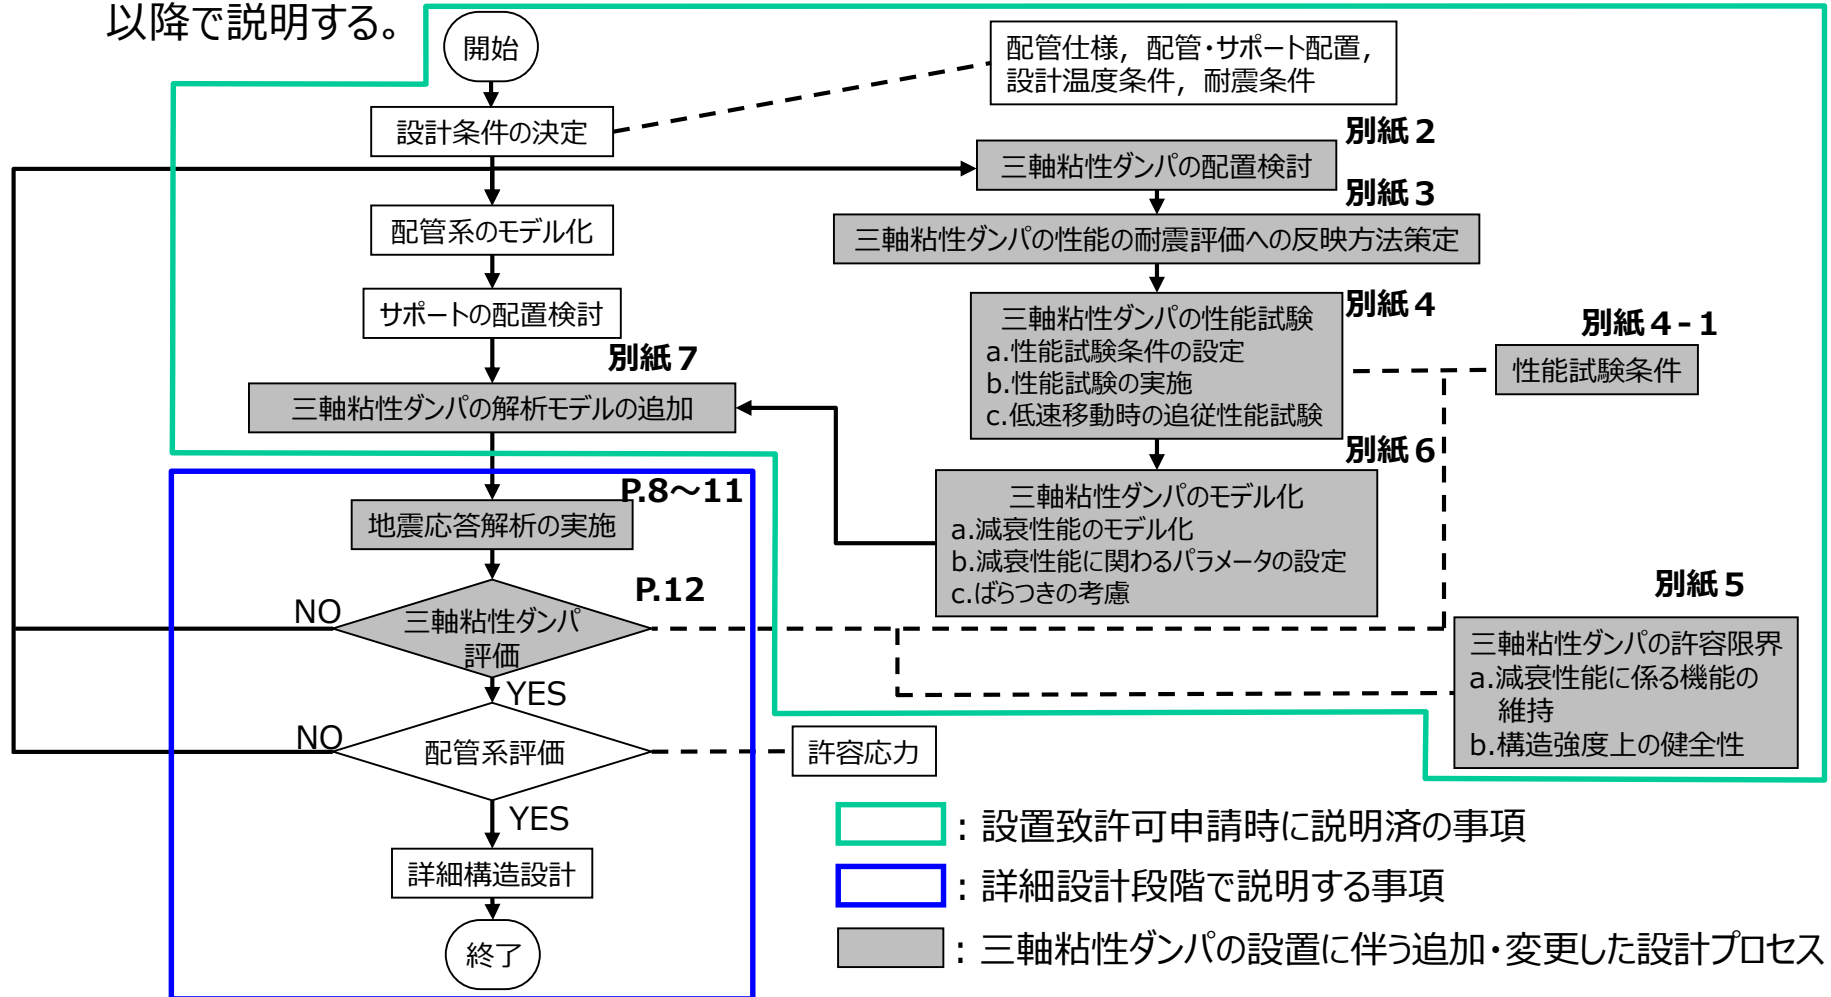 以降で説明する。
開始
配管仕様，配管・サポート配置，
設計温度条件，耐震条件
設計条件の決定
別紙２
三軸粘性ダンパの配置検討
別紙３
配管系のモデル化
三軸粘性ダンパの性能の耐震評価への反映方法策定
サポートの配置検討
別紙４
三軸粘性ダンパの性能試験
a.性能試験条件の設定
b.性能試験の実施
c.低速移動時の追従性能試験
別紙４-１
性能試験条件
別紙７
三軸粘性ダンパの解析モデルの追加
別紙６
三軸粘性ダンパのモデル化
a.減衰性能のモデル化
b.減衰性能に関わるパラメータの設定
c.ばらつきの考慮
P.8～11
地震応答解析の実施
P.12
NO
三軸粘性ダンパ
評価
YES
別紙５
三軸粘性ダンパの許容限界
a.減衰性能に係る機能の
維持
b.構造強度上の健全性
NO
配管系評価
許容応力
YES
詳細構造設計
終了
：設置致許可申請時に説明済の事項
：詳細設計段階で説明する事項
：三軸粘性ダンパの設置に伴う追加・変更した設計プロセス